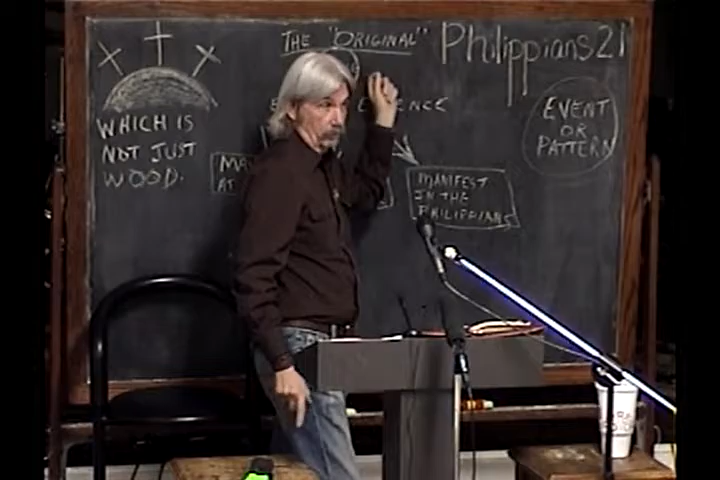 THE "ORIGINAL"
Philippians 2
WHICH IS
NOT JUST
WOOD.
EVENT
OR
PATTERN
MANIFEST
IN THE
PHILIPPIANS